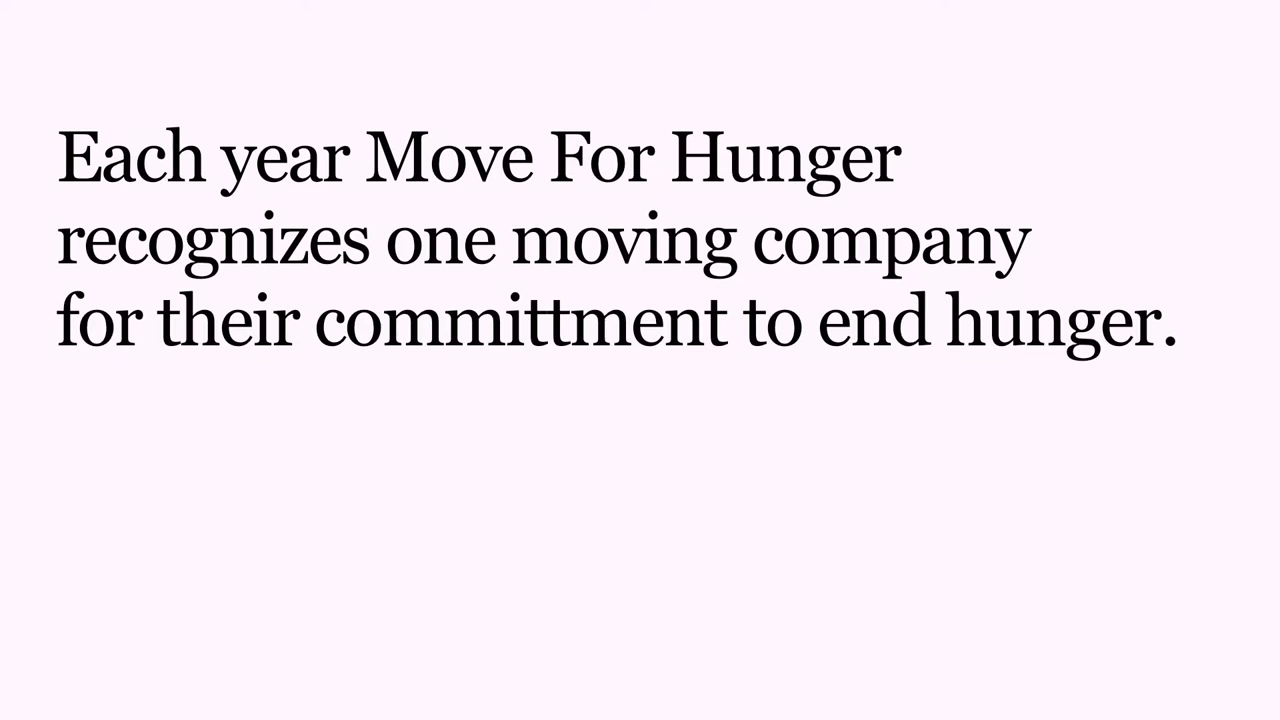 Each year Move For Hunger
recognizes one moving company
for their committment to end hunger.